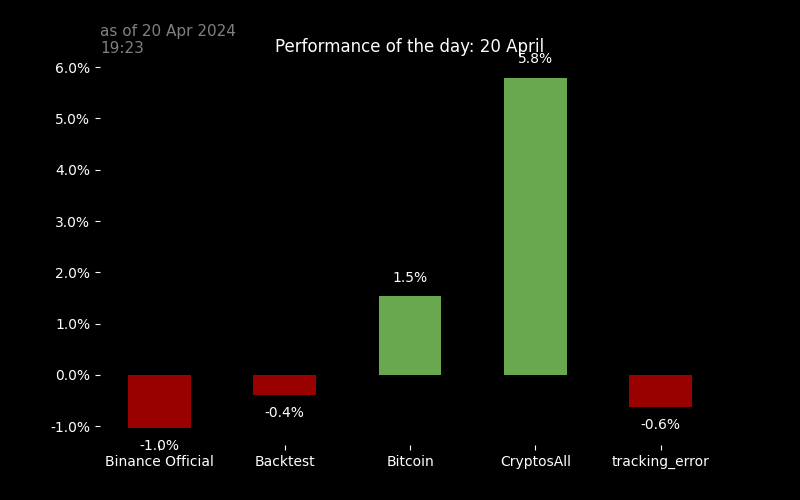 as of 20 Apr 2024
19:23
Performance of the day: 20 April
6.0%
5.0%
4.0%
3.0%
2.0%
1.0%
0.0%
-1.0%
-1.0%
-0.4%
1.5%
5.8%
-0.6%
Binance Official
Backtest
Bitcoin
CryptosAll
tracking_error